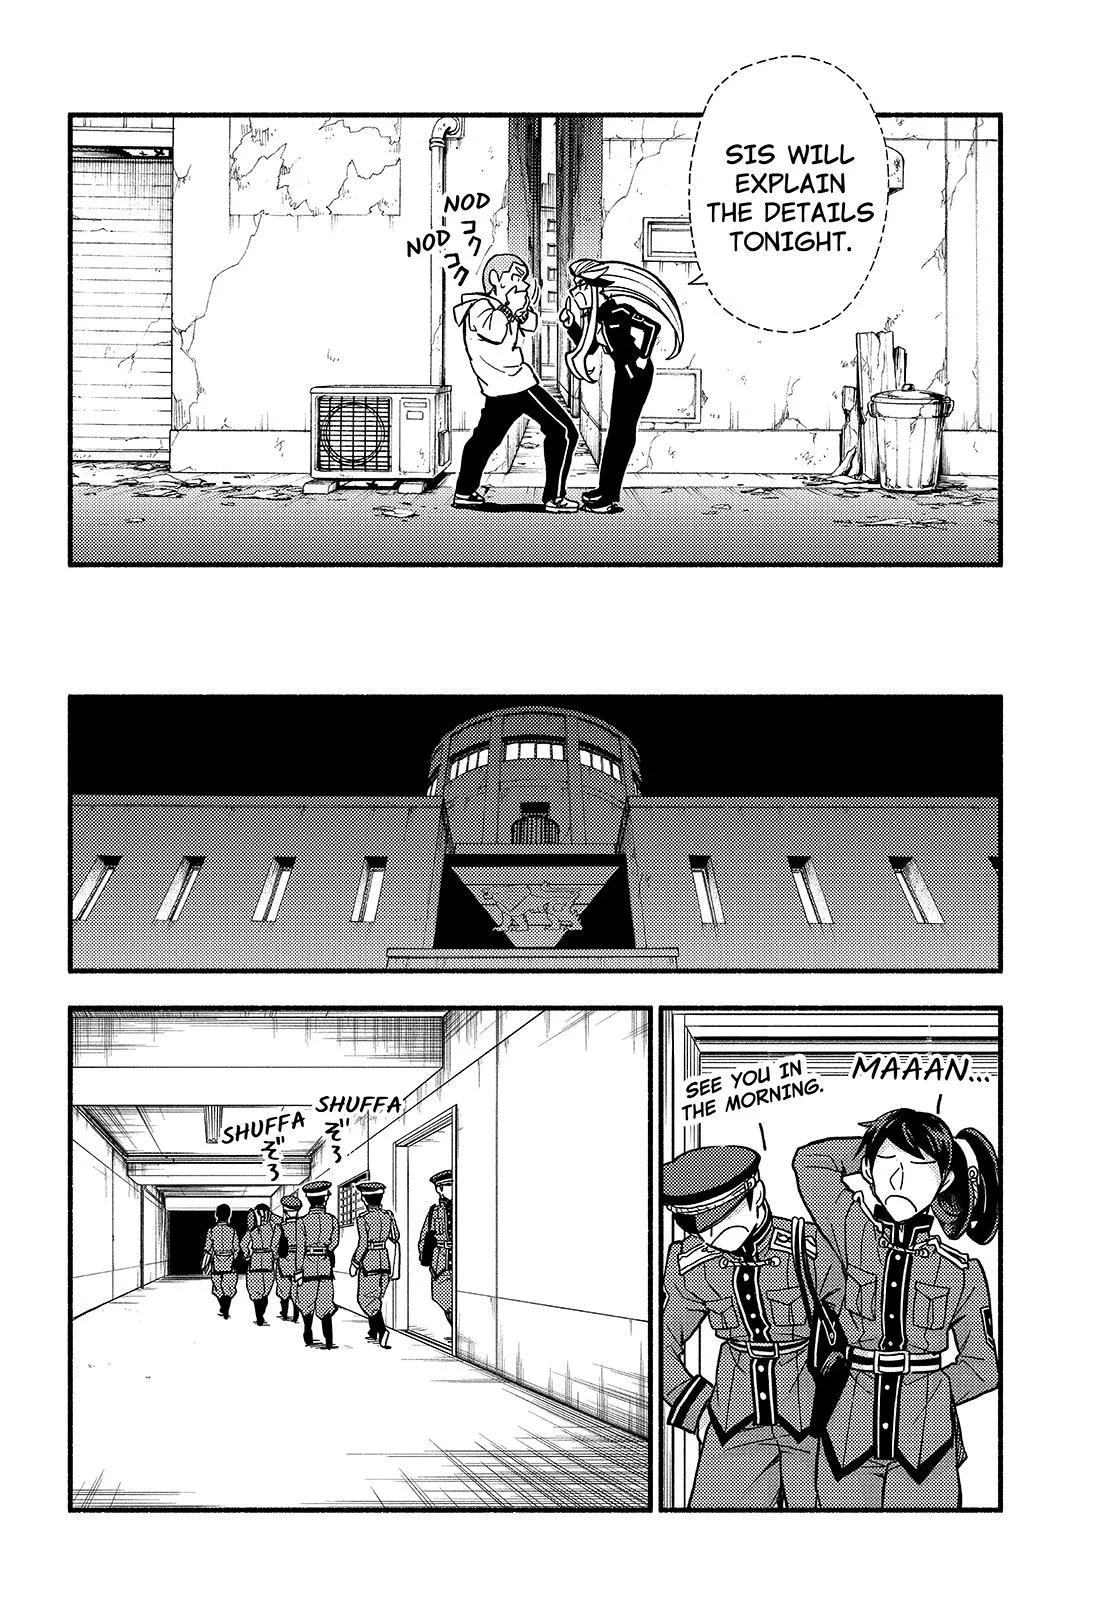 SIS WILL
EXPLAIN
THE DETAILS
TONIGHT.
NOD
コク
NOD
コク
SHUFFA
ぞろ
SHUFFA
ぞろ
MAAAN...
SEE YOU IN
THE MORNING.